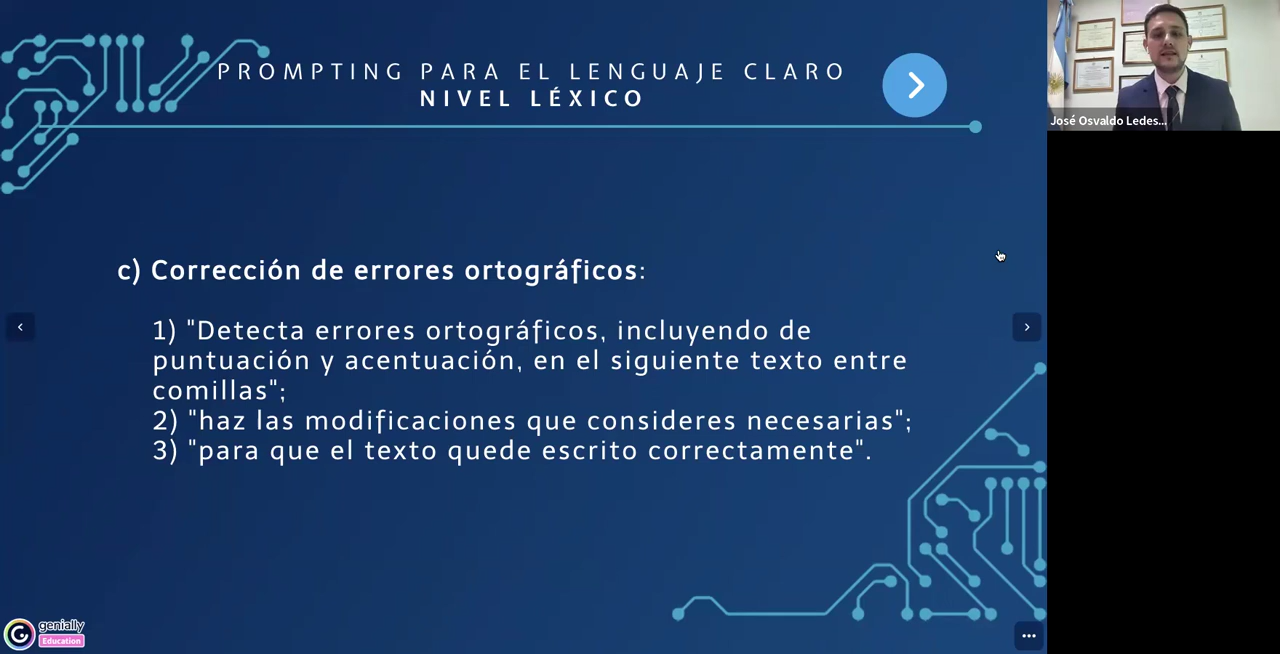 PROMPTING PARA EL LENGUAJE CLARO
NIVEL LÉXICO
José Osvaldo Ledes...
c) Corrección de errores ortográficos:
1) "Detecta errores ortográficos, incluyendo de
puntuación y acentuación, en el siguiente texto entre
comillas";
2) "haz las modificaciones que consideres necesarias";
3) "para que el texto quede escrito correctamente".
genially
Education